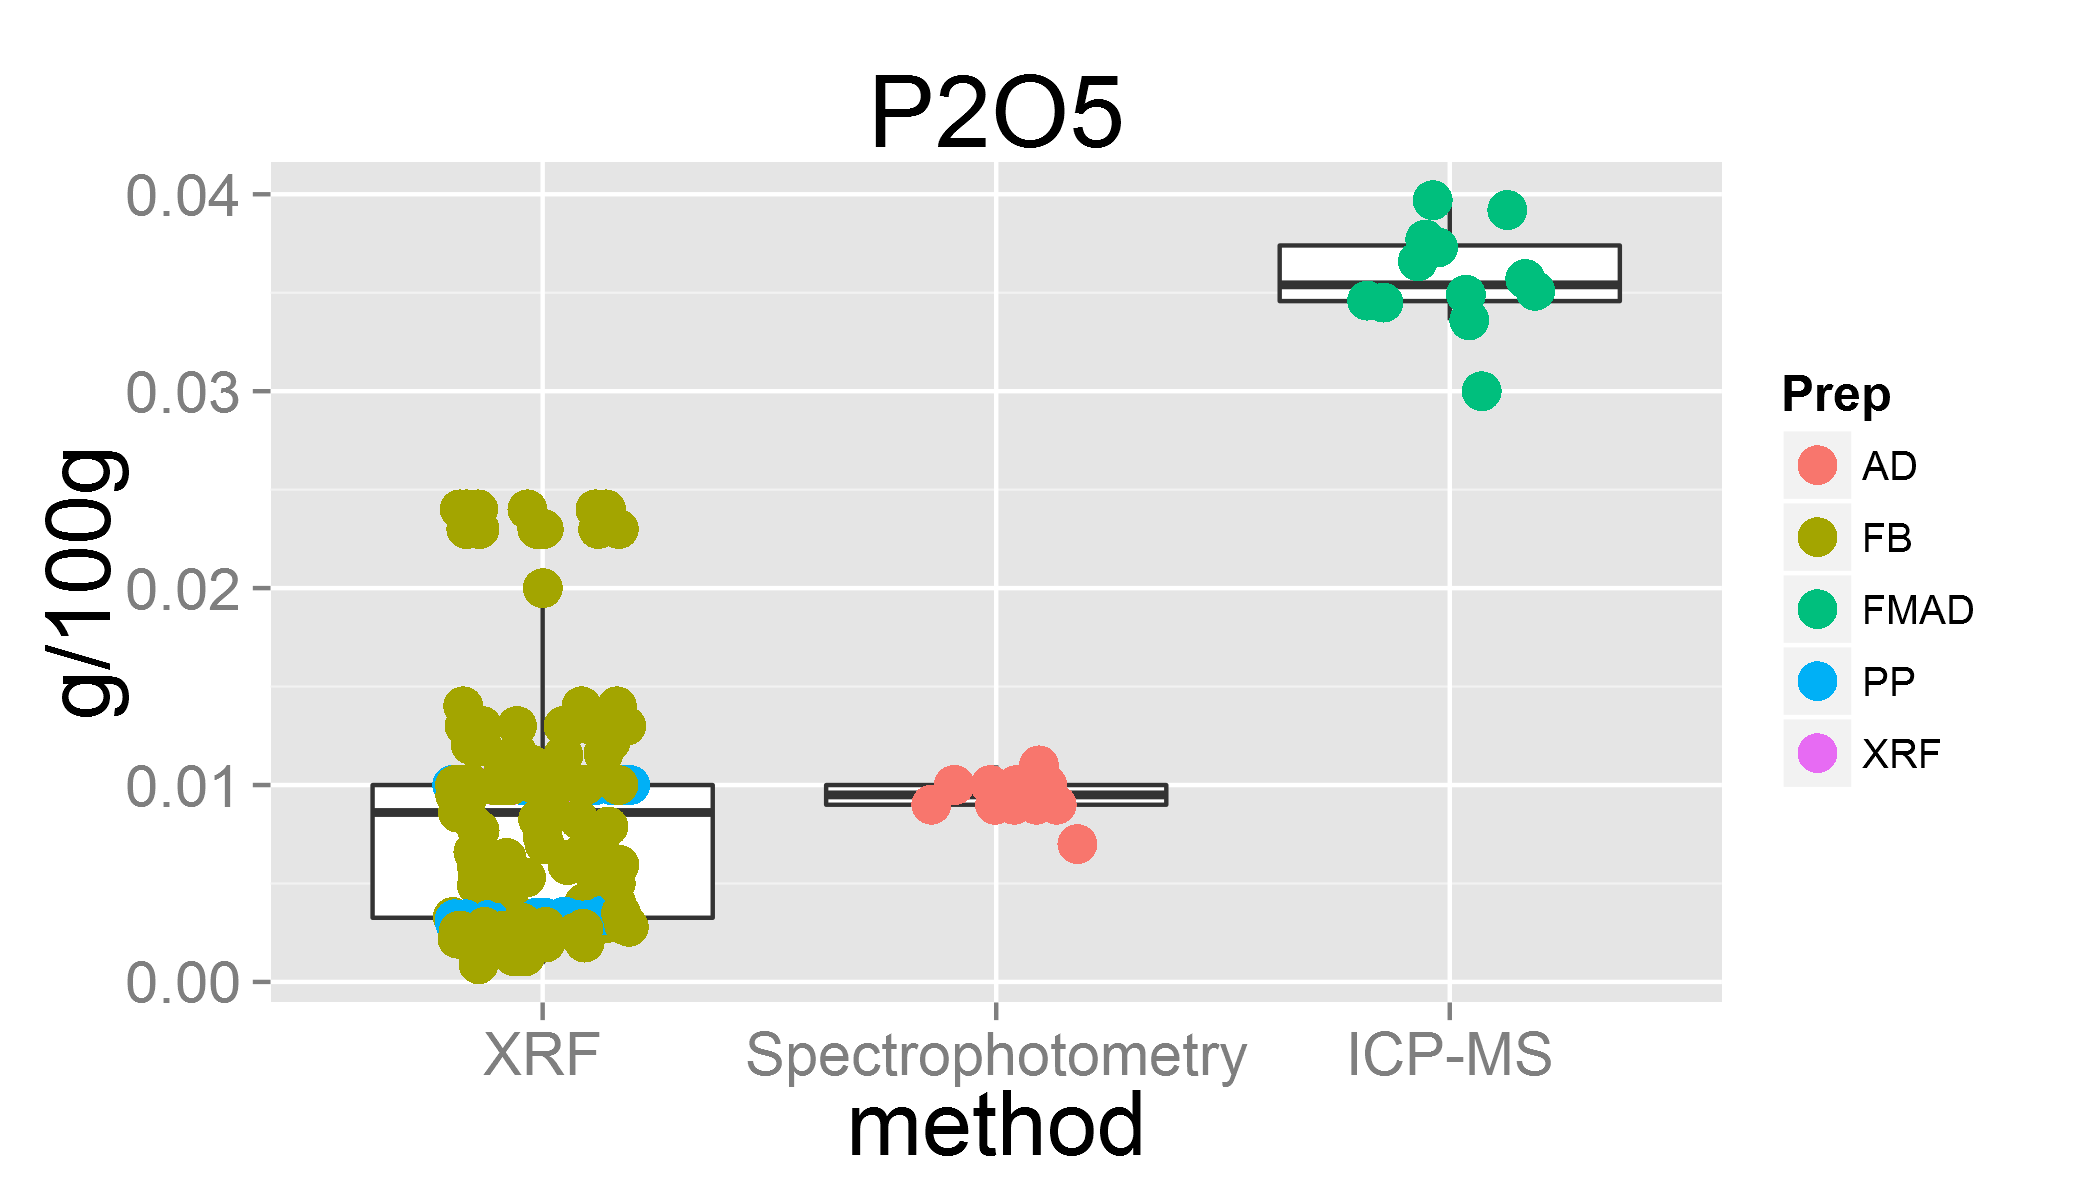 P2O5
g/100g
0.04
0.03
0.02
0.01
0.00
XRF
Spectrophotometry
ICP-MS
method
Prep
AD
FB
FMAD
PP
XRF